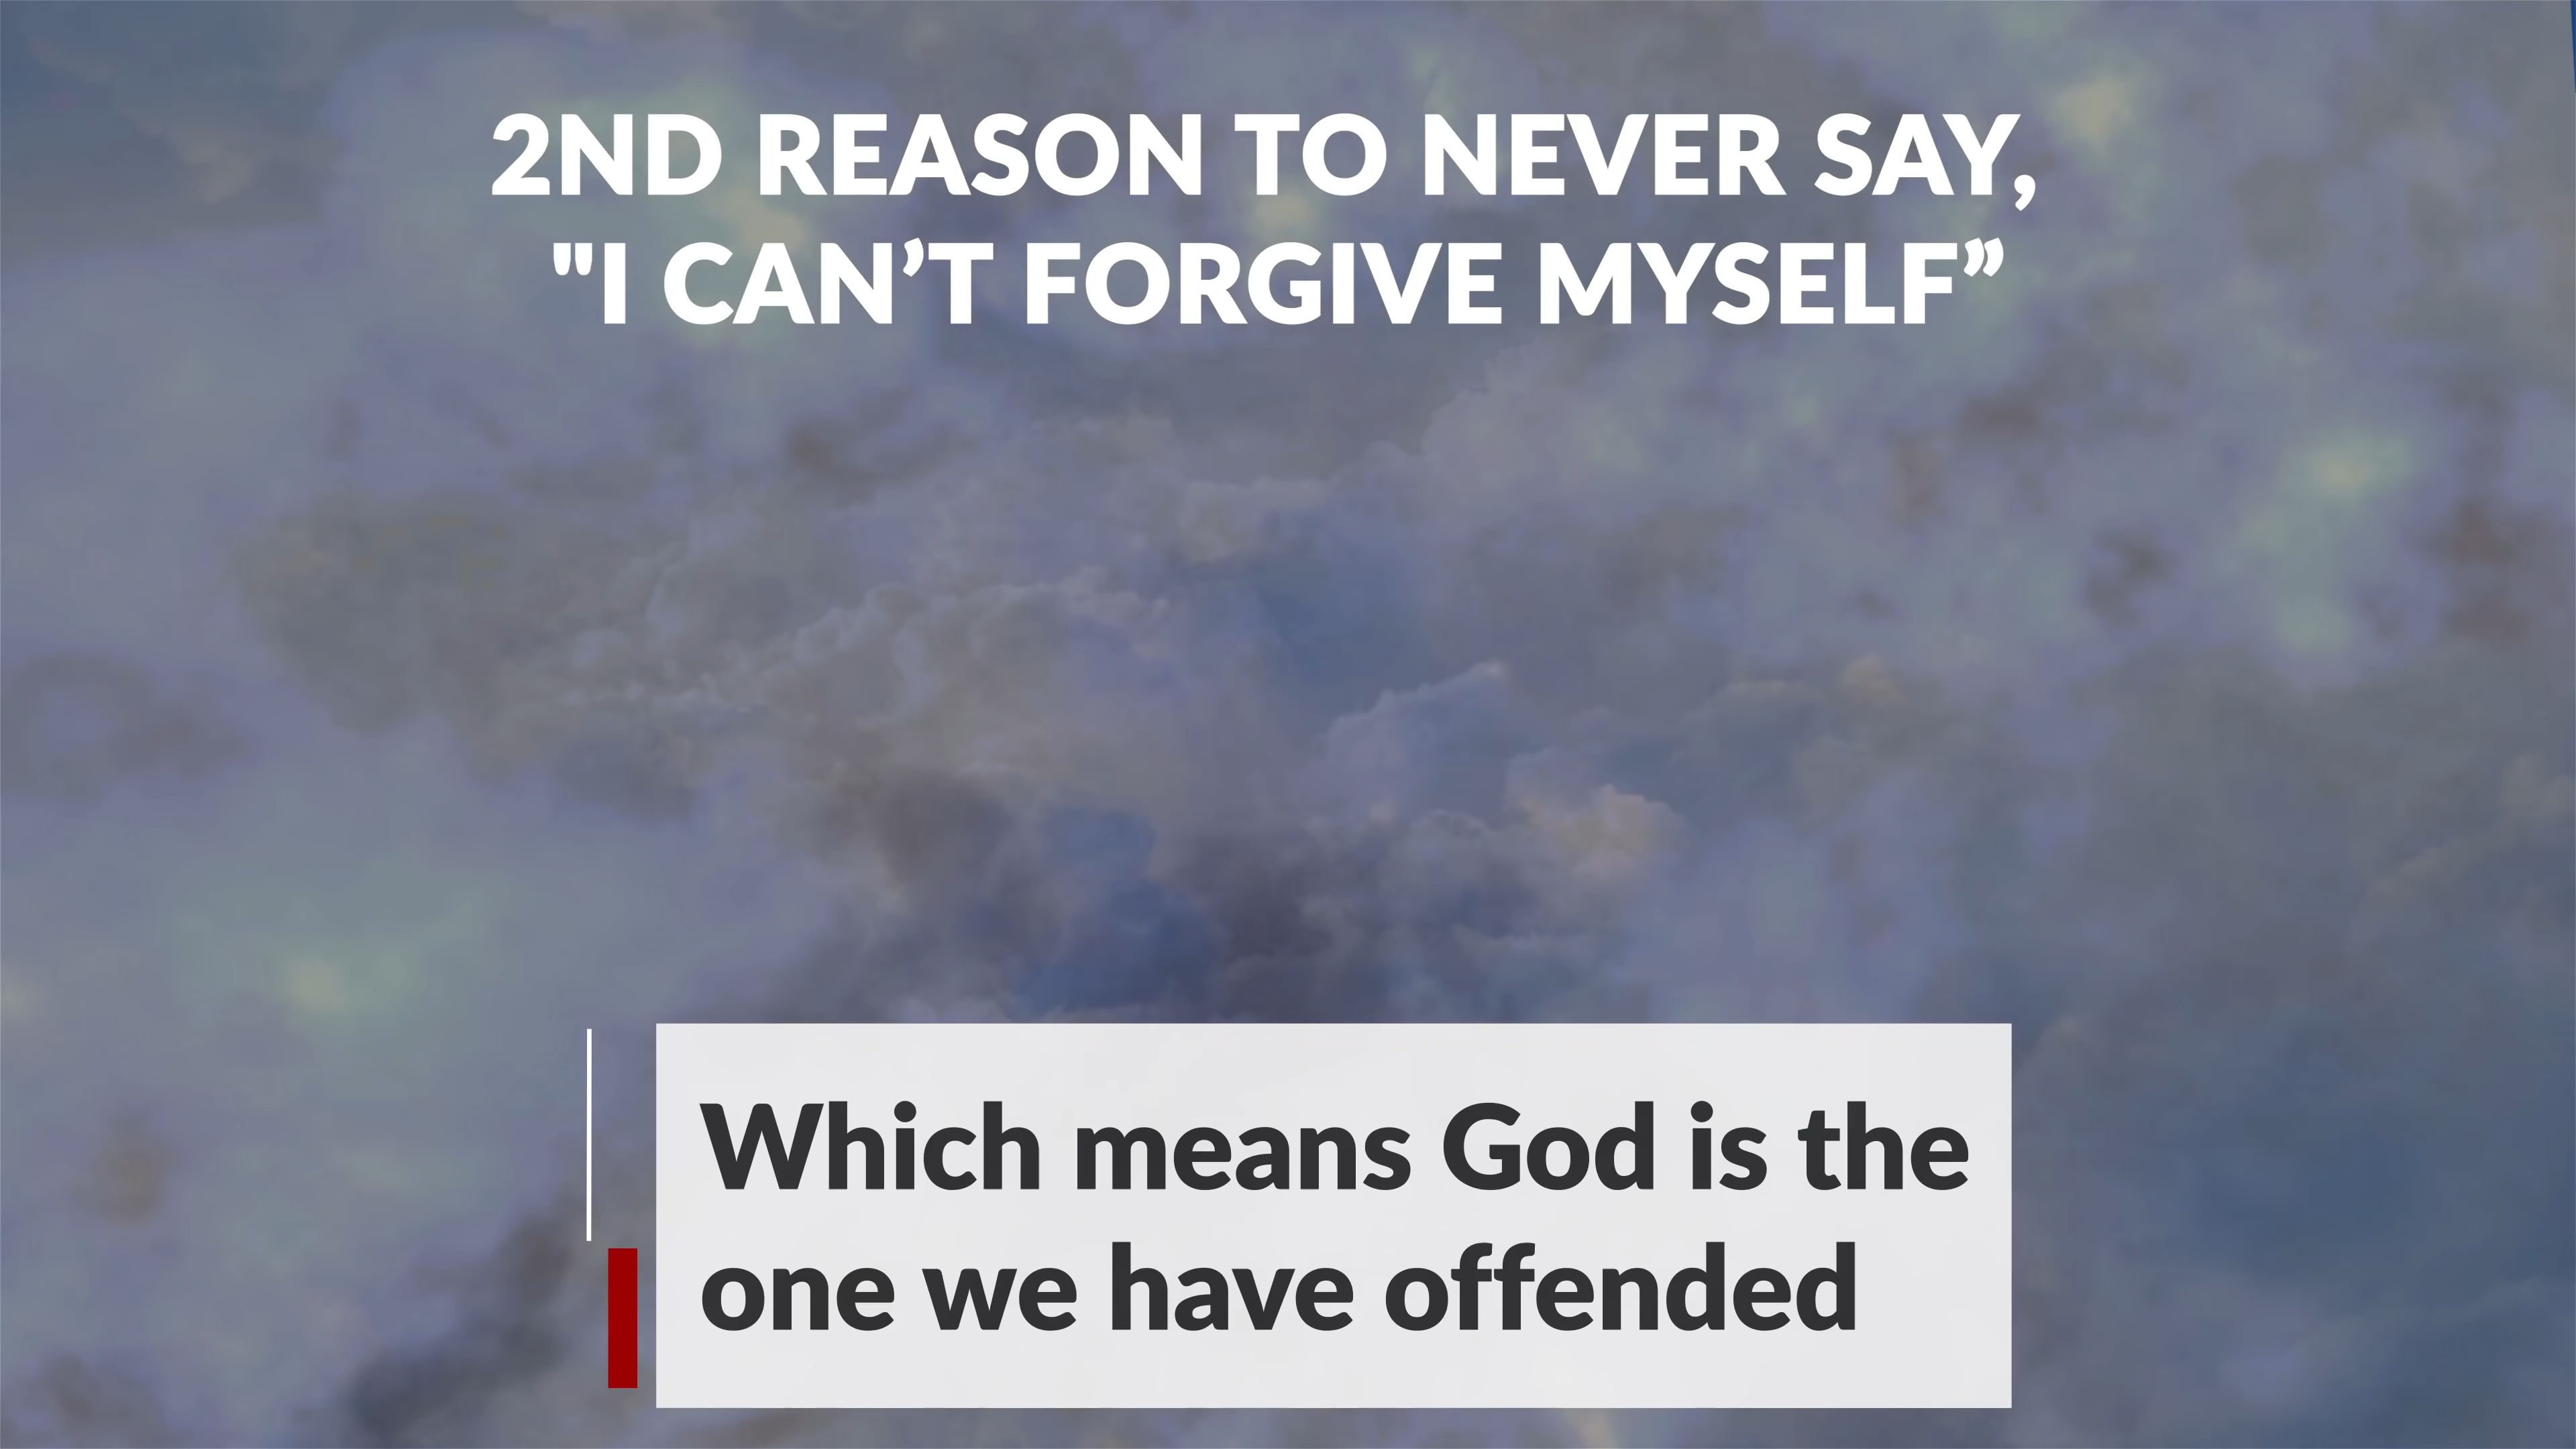 2ND REASON TO NEVER SAY,
"I CAN’T FORGIVE MYSELF”
Which means God is the
one we have offended